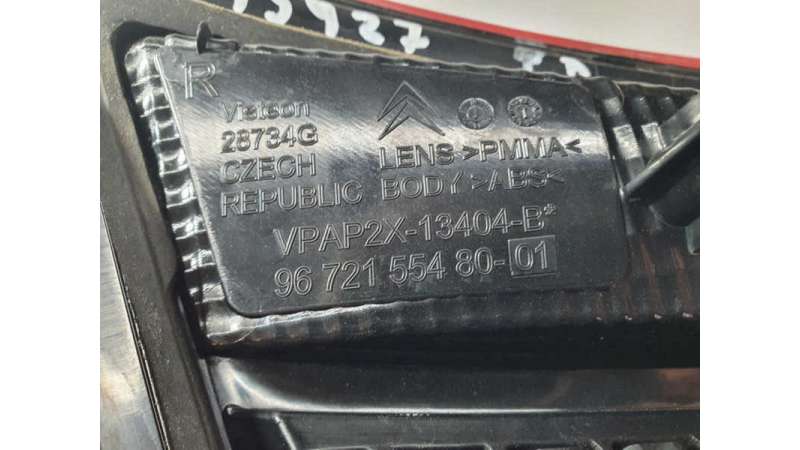 R
Visteon
28734G
CZECH LENS->PMMA<
REPUBLIC BODY>ABS<
VPAP2X-13404-B*
96 721 554 80-01